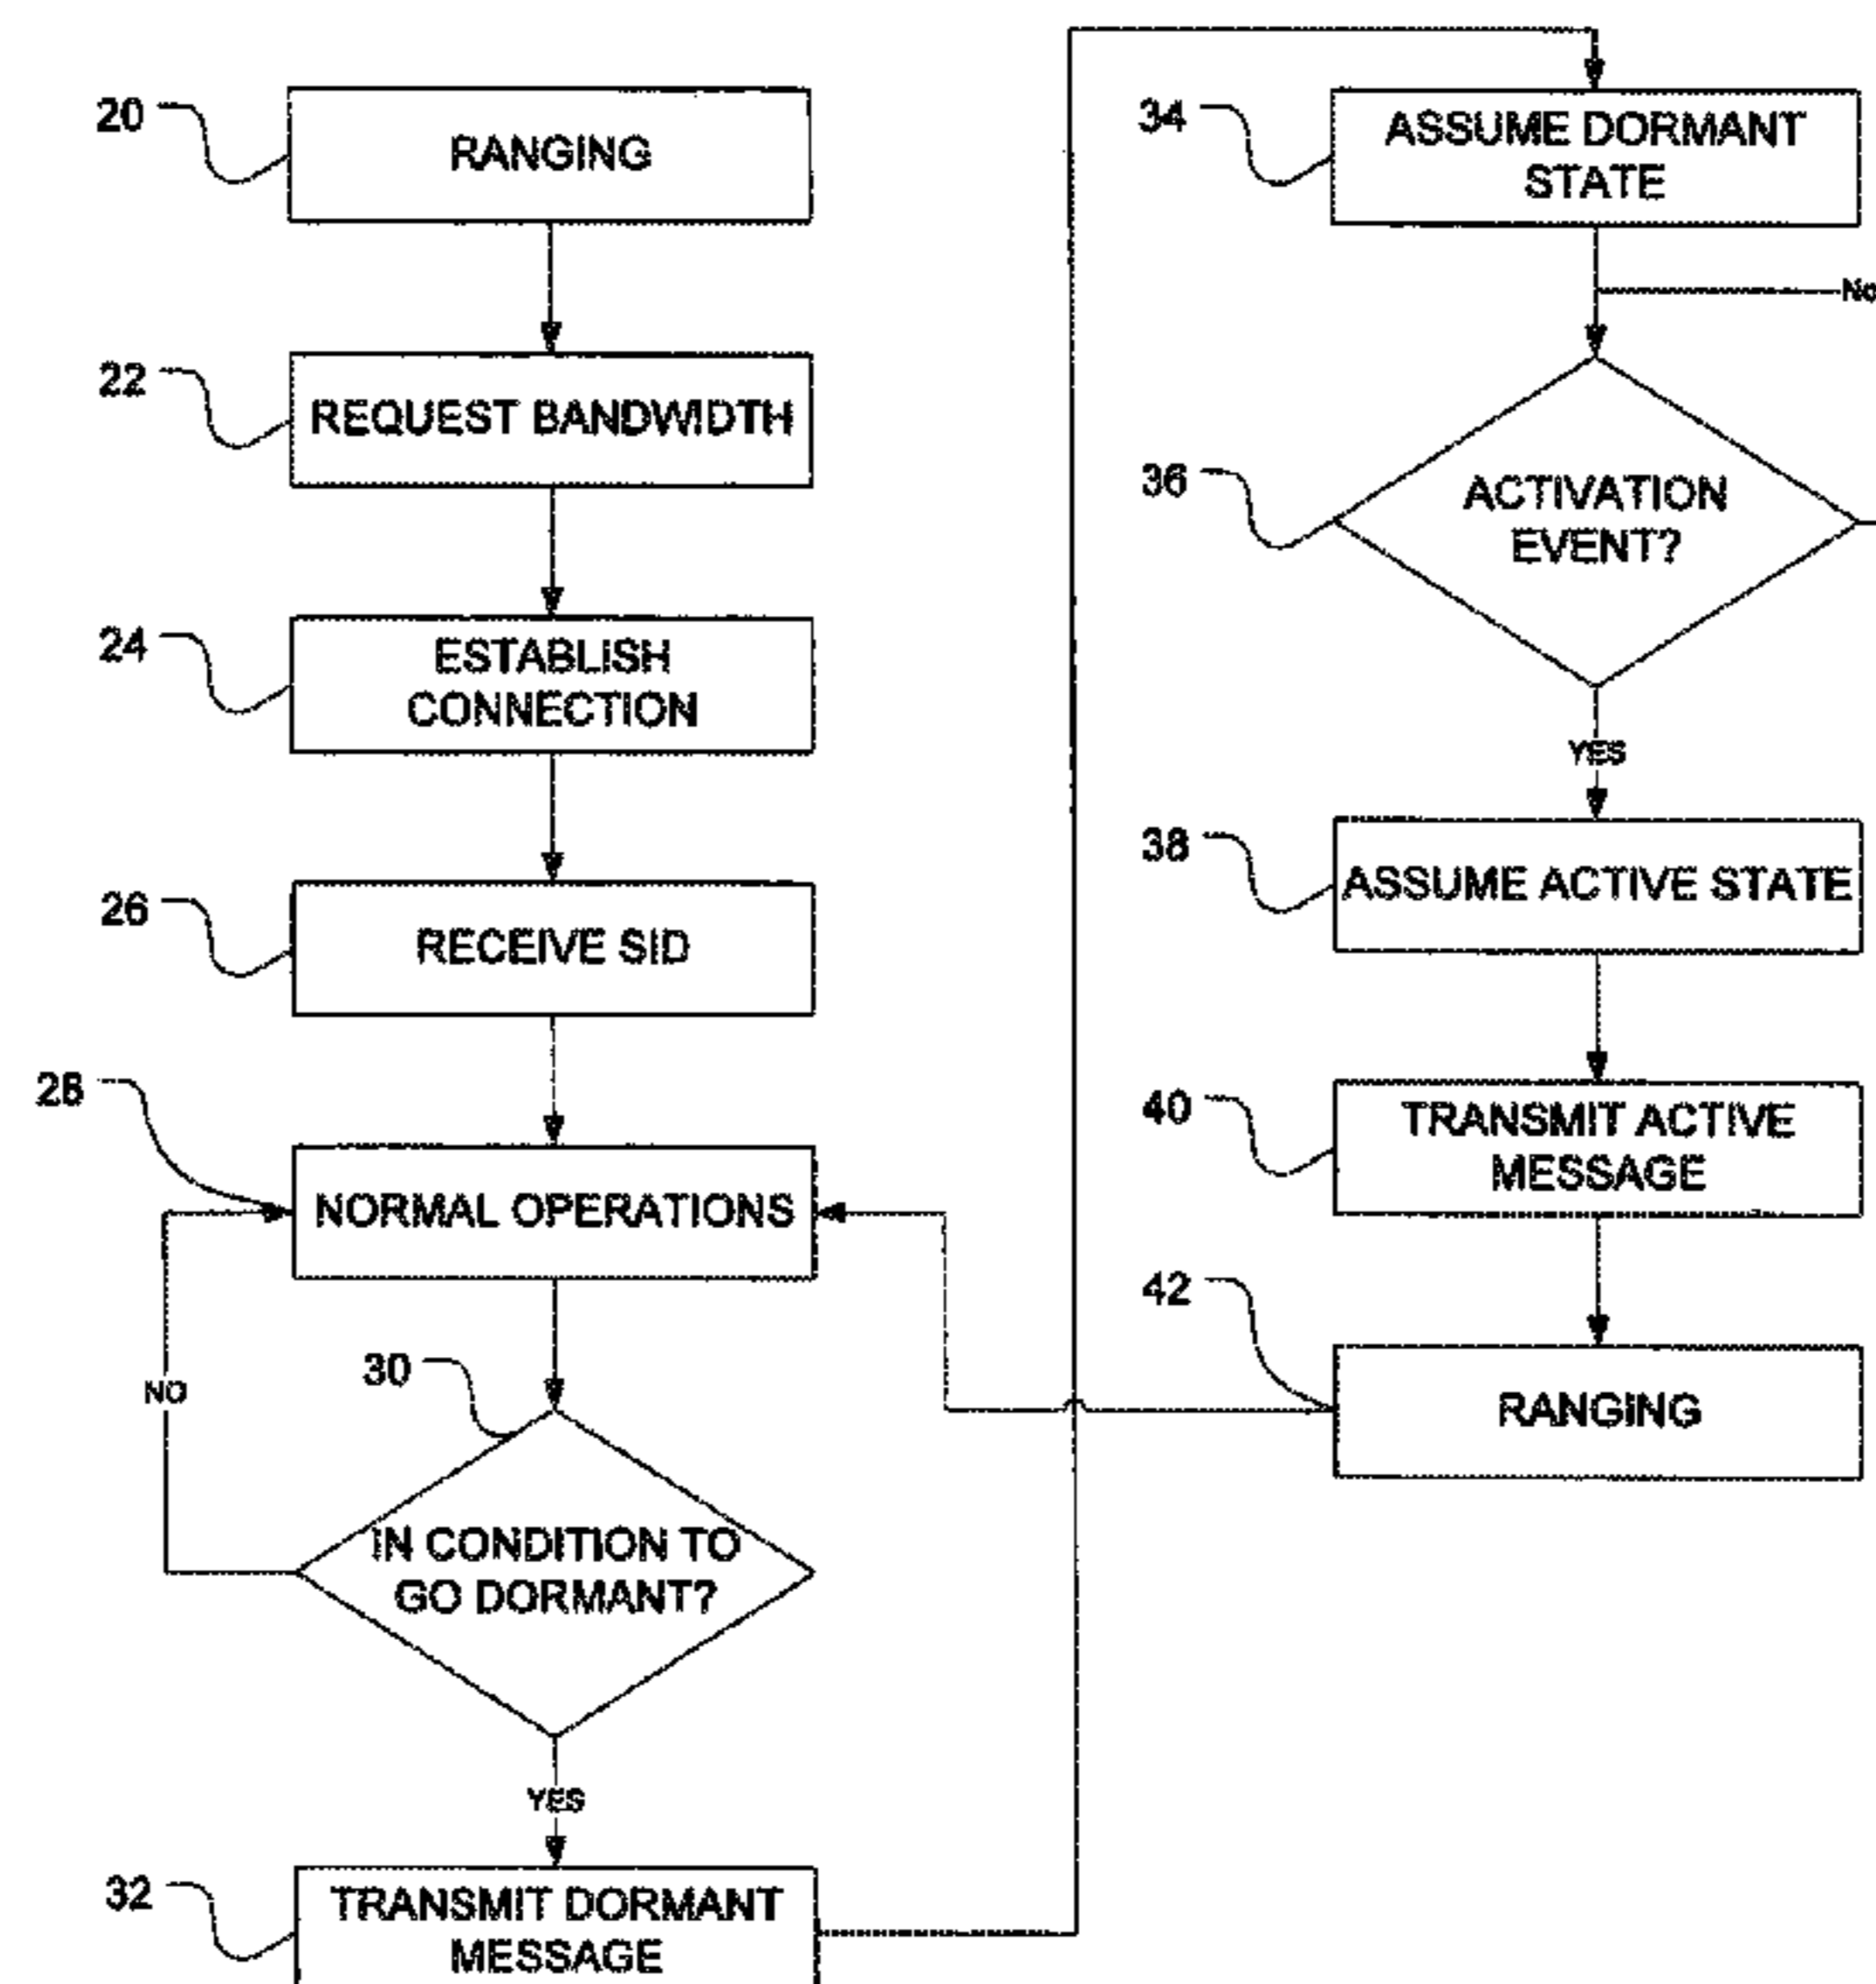 20
RANGING
22
REQUEST BANDWIDTH
24
ESTABLISH
CONNECTION
26
RECEIVE SID
28
NORMAL OPERATIONS
NO
30
IN CONDITION TO
GO DORMANT?
YES
32
TRANSMIT DORMANT
MESSAGE
34
ASSUME DORMANT
STATE
No
36
ACTIVATION
EVENT?
YES
38
ASSUME ACTIVE STATE
40
TRANSMIT ACTIVE
MESSAGE
42
RANGING